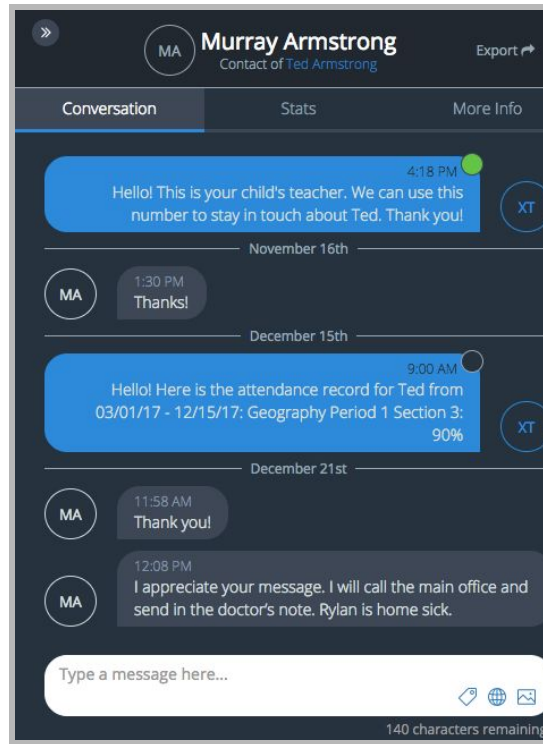 »
MA
Murray Armstrong
Contact of Ted Armstrong
Export
Conversation
Stats
More Info
4:18 PM
Hello! This is your child's teacher. We can use this
number to stay in touch about Ted. Thank you!
XT
November 16th
MA
1:30 PM
Thanks!
December 15th
9:00 AM
Hello! Here is the attendance record for Ted from
03/01/17 - 12/15/17: Geography Period 1 Section 3:
90%
XT
December 21st
MA
11:58 AM
Thank you!
MA
12:08 PM
I appreciate your message. I will call the main office and
send in the doctor's note. Rylan is home sick.
Type a message here...
140 characters remaining